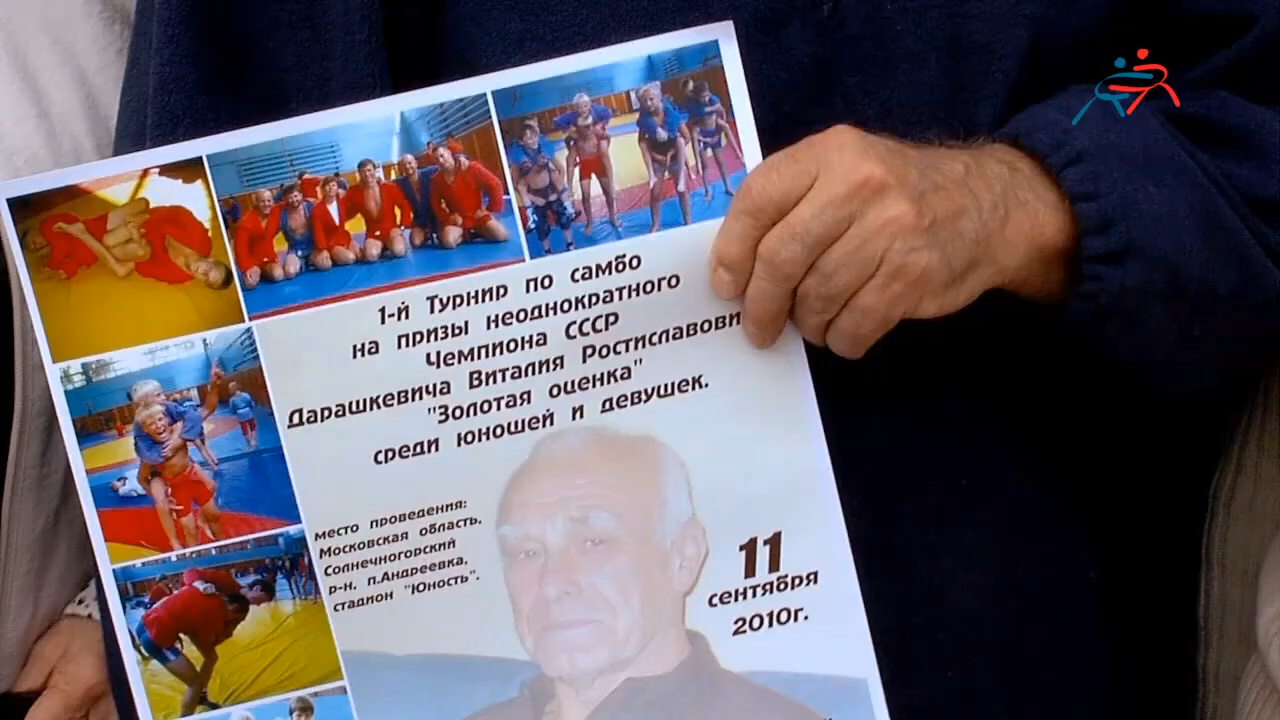 1-й Турнир по самбо
на призы неоднократного
Чемпиона СССР
Дарашкевича Виталия Ростиславови
"Золотая оценка"
среди юношей и девушек.
место проведения:
Московская область,
Солнечногорский
р-н, п.Андреевка,
стадион "Юность".
11
сентября
2010г.